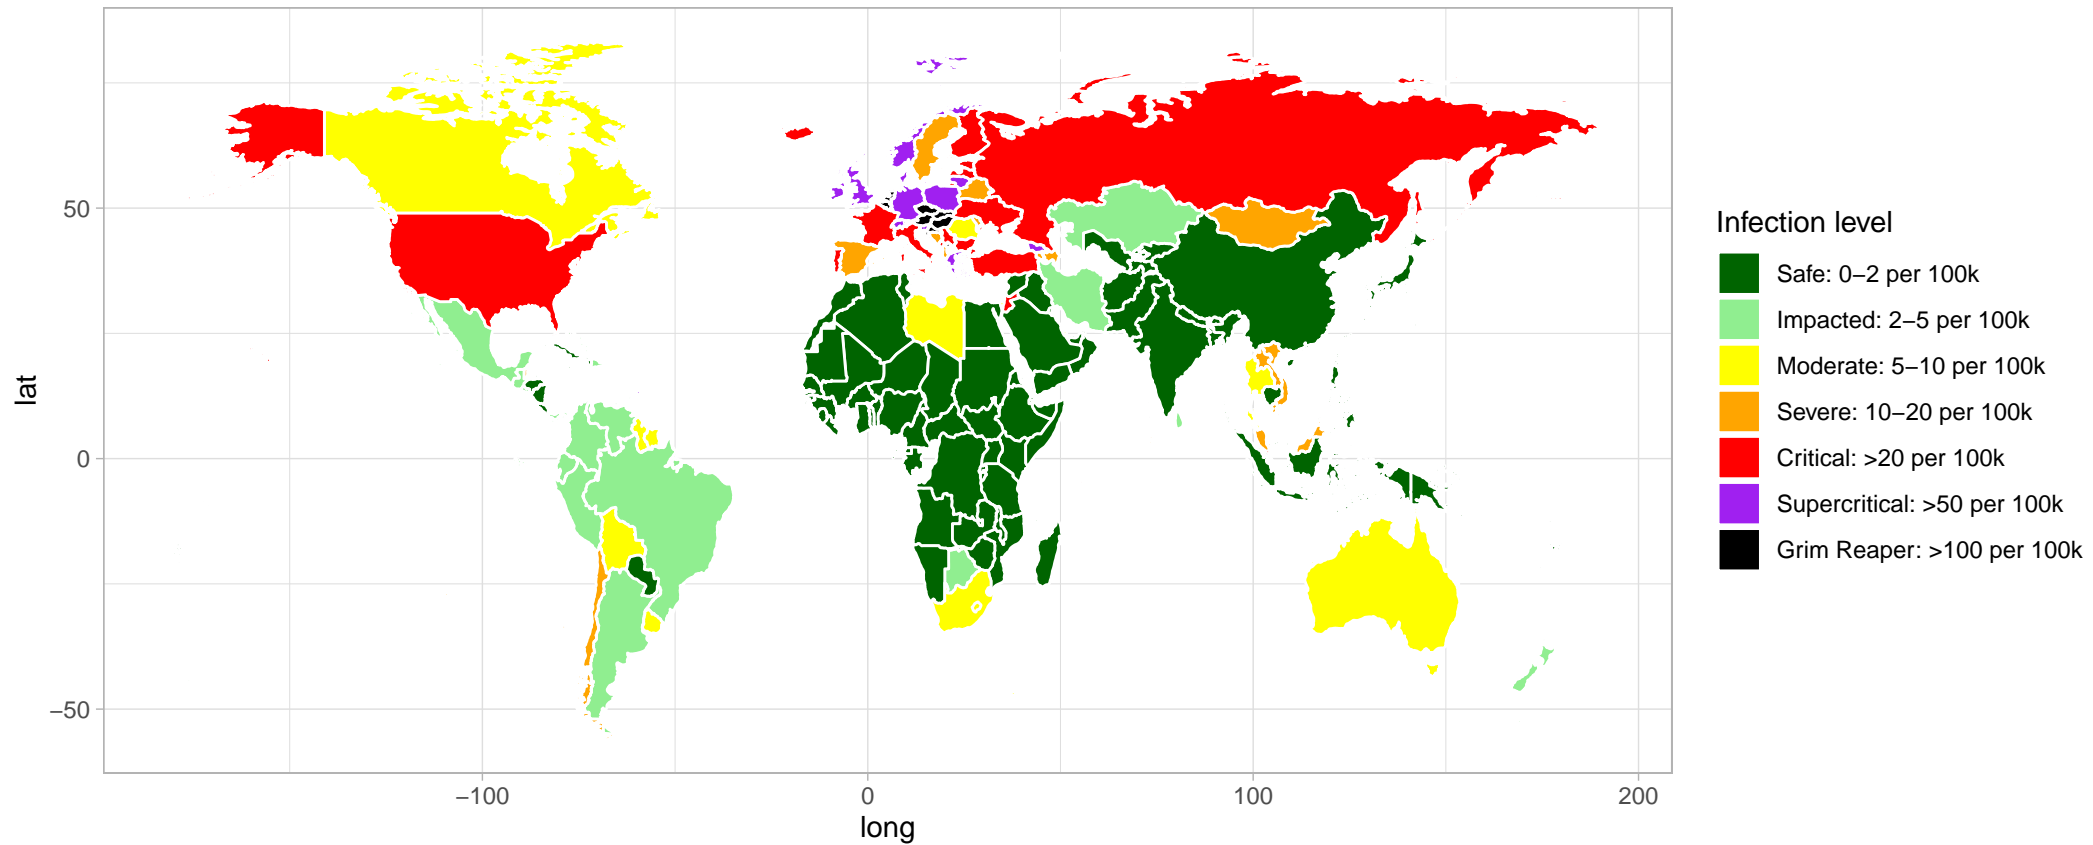 50
0
−50
lat
−100
0
100
200
long
Infection level
Safe: 0−2 per 100k
Impacted: 2−5 per 100k
Moderate: 5−10 per 100k
Severe: 10−20 per 100k
Critical: >20 per 100k
Supercritical: >50 per 100k
Grim Reaper: >100 per 100k